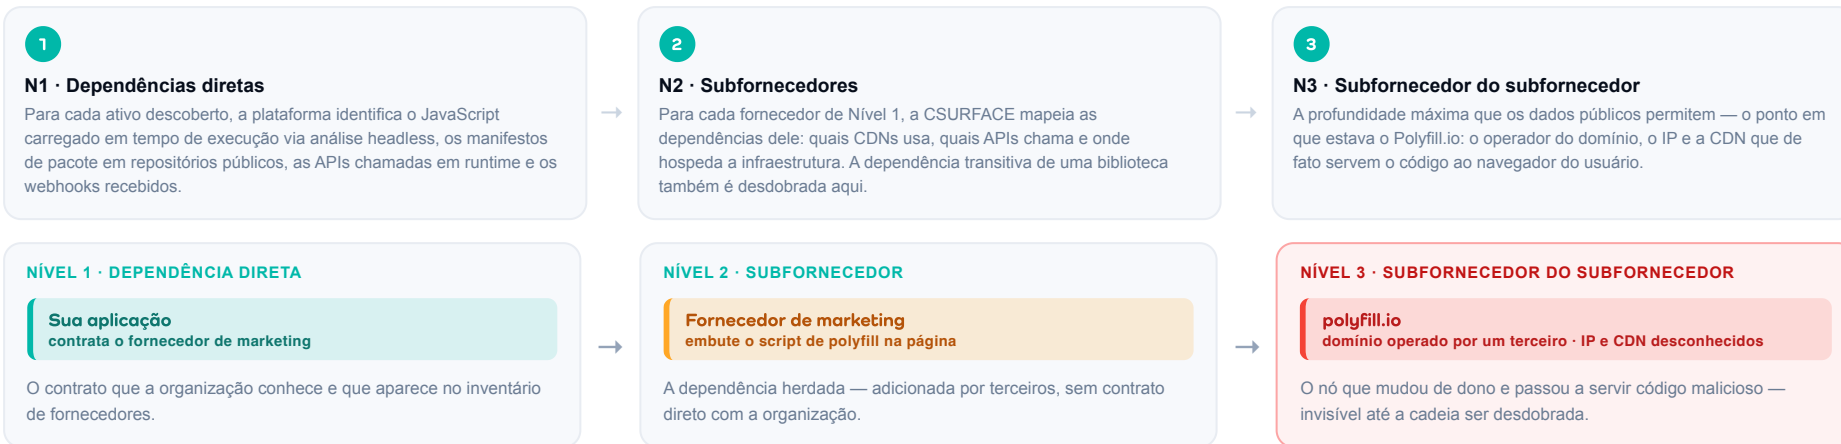 1
N1 · Dependências diretas
Para cada ativo descoberto, a plataforma identifica o JavaScript
carregado em tempo de execução via análise headless, os manifestos
de pacote em repositórios públicos, as APIs chamadas em runtime e os
webhooks recebidos.
→
2
N2 · Subfornecedores
Para cada fornecedor de Nível 1, a CSURFACE mapeia as
dependências dele: quais CDNs usa, quais APIs chama e onde
hospeda a infraestrutura. A dependência transitiva de uma biblioteca
também é desdobrada aqui.
→
3
N3 · Subfornecedor do subfornecedor
A profundidade máxima que os dados públicos permitem — o ponto em
que estava o Polyfill.io: o operador do domínio, o IP e a CDN que de
fato servem o código ao navegador do usuário.
NÍVEL 1 · DEPENDÊNCIA DIRETA
Sua aplicação
contrata o fornecedor de marketing
O contrato que a organização conhece e que aparece no inventário
de fornecedores.
→
NÍVEL 2 · SUBFORNECEDOR
Fornecedor de marketing
embute o script de polyfill na página
A dependência herdada — adicionada por terceiros, sem contrato
direto com a organização.
→
NÍVEL 3 · SUBFORNECEDOR DO SUBFORNECEDOR
polyfill.io
domínio operado por um terceiro · IP e CDN desconhecidos
O nó que mudou de dono e passou a servir código malicioso —
invisível até a cadeia ser desdobrada.